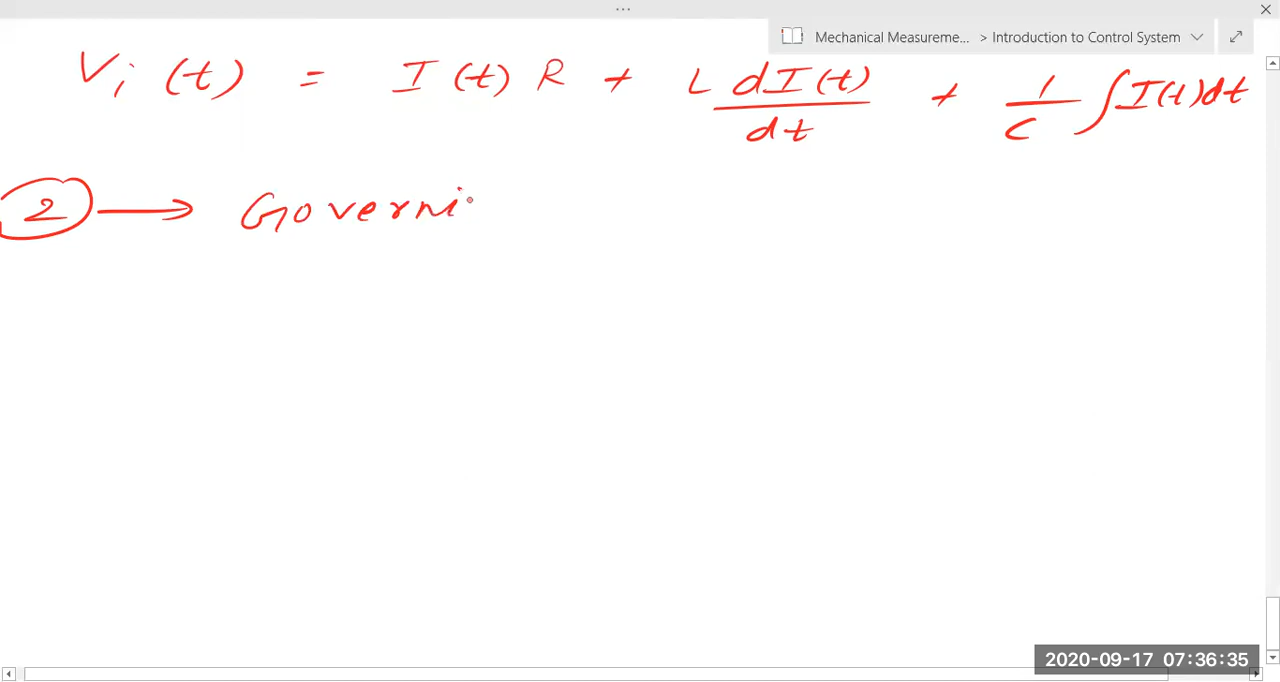 ...
Mechanical Measureme... > Introduction to Control System
Vi (t) = I (t) R + L dI(t)/dt + 1/C ∫I(t)dt
2 → Governi
2020-09-17 07:36:35